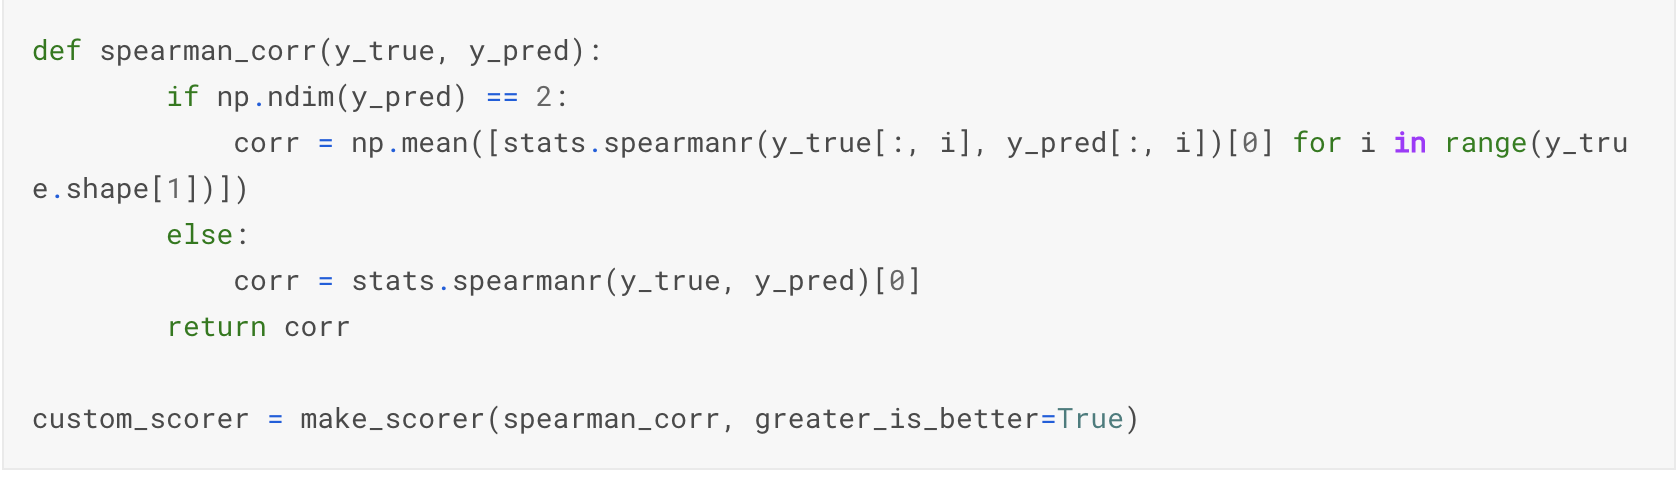 def spearman_corr(y_true, y_pred):
        if np.ndim(y_pred) == 2:
            corr = np.mean([stats.spearmanr(y_true[:, i], y_pred[:, i])[0] for i in range(y_tru
e.shape[1])])
        else:
            corr = stats.spearmanr(y_true, y_pred)[0]
        return corr

custom_scorer = make_scorer(spearman_corr, greater_is_better=True)